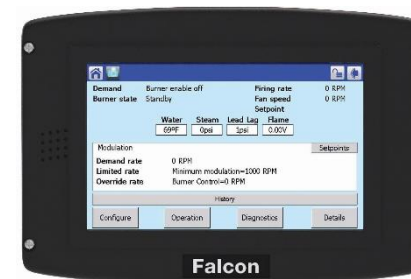 Demand Burner enable off Firing rate 0 RPM
Burner state Standby Fan speed 0 RPM
Setpoint
Water Steam Lead Lag Flame
69°F 0psi 1psi 0.00V
Modulation Setpoints
Demand rate 0 RPM
Limited rate Minimum modulation=1000 RPM
Override rate Burner Control=0 RPM
History
Configure Operation Diagnostics Details
Falcon